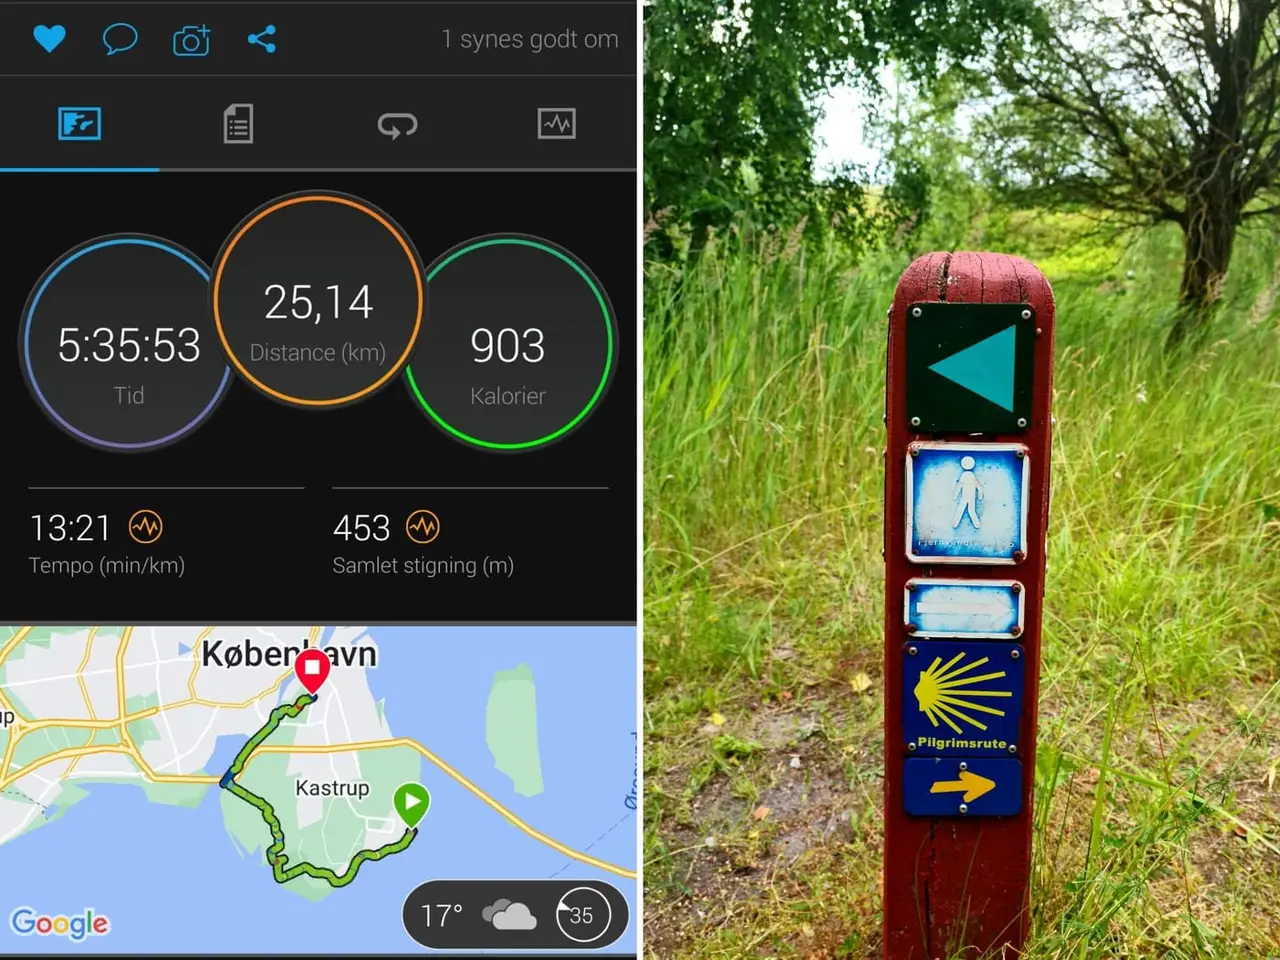 1 synes godt om
5:35:53
Tid
25,14
Distance (km)
903
Kalorier
13:21
Tempo (min/km)
453
Samlet stigning (m)
København
Kastrup
Google
17°
35
Pilgrimsrute